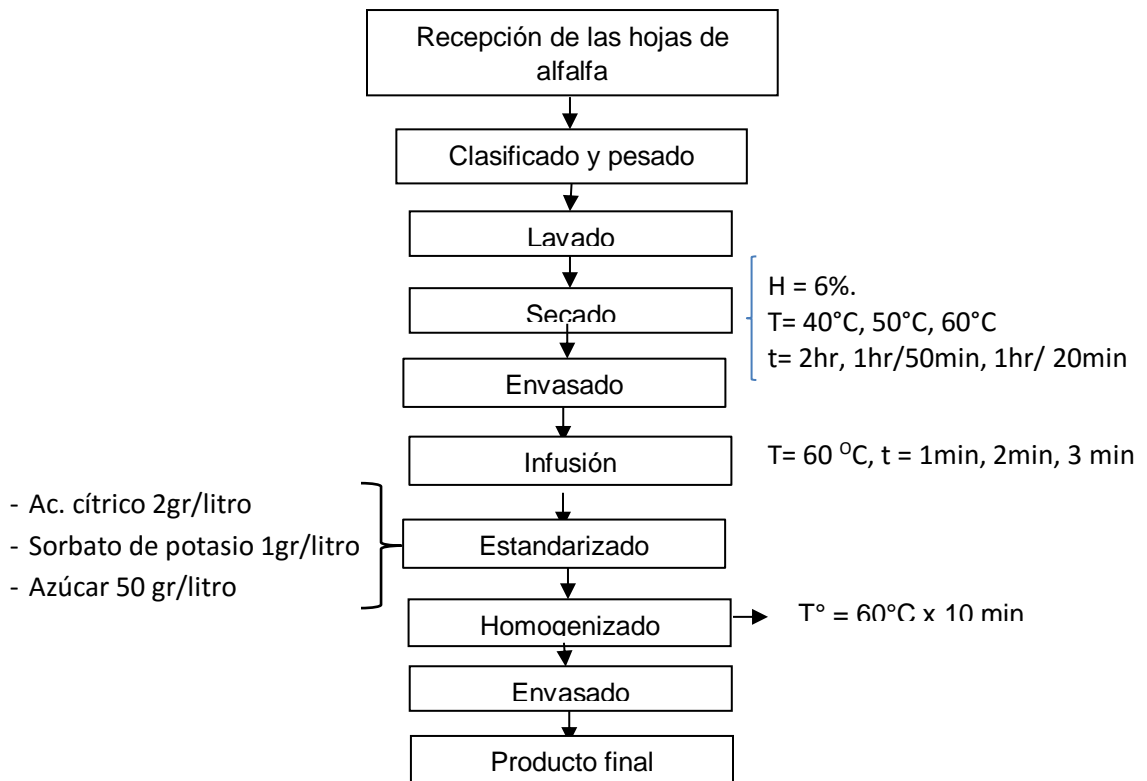 Recepción de las hojas de
alfalfa
Clasificado y pesado
Lavado
Secado
H = 6%.
T= 40°C, 50°C, 60°C
t= 2hr, 1hr/50min, 1hr/ 20min
Envasado
Infusión
T= 60 ºC, t = 1min, 2min, 3 min
- Ac. cítrico 2gr/litro
- Sorbato de potasio 1gr/litro
- Azúcar 50 gr/litro
Estandarizado
Homogenizado
T° = 60°C x 10 min
Envasado
Producto final